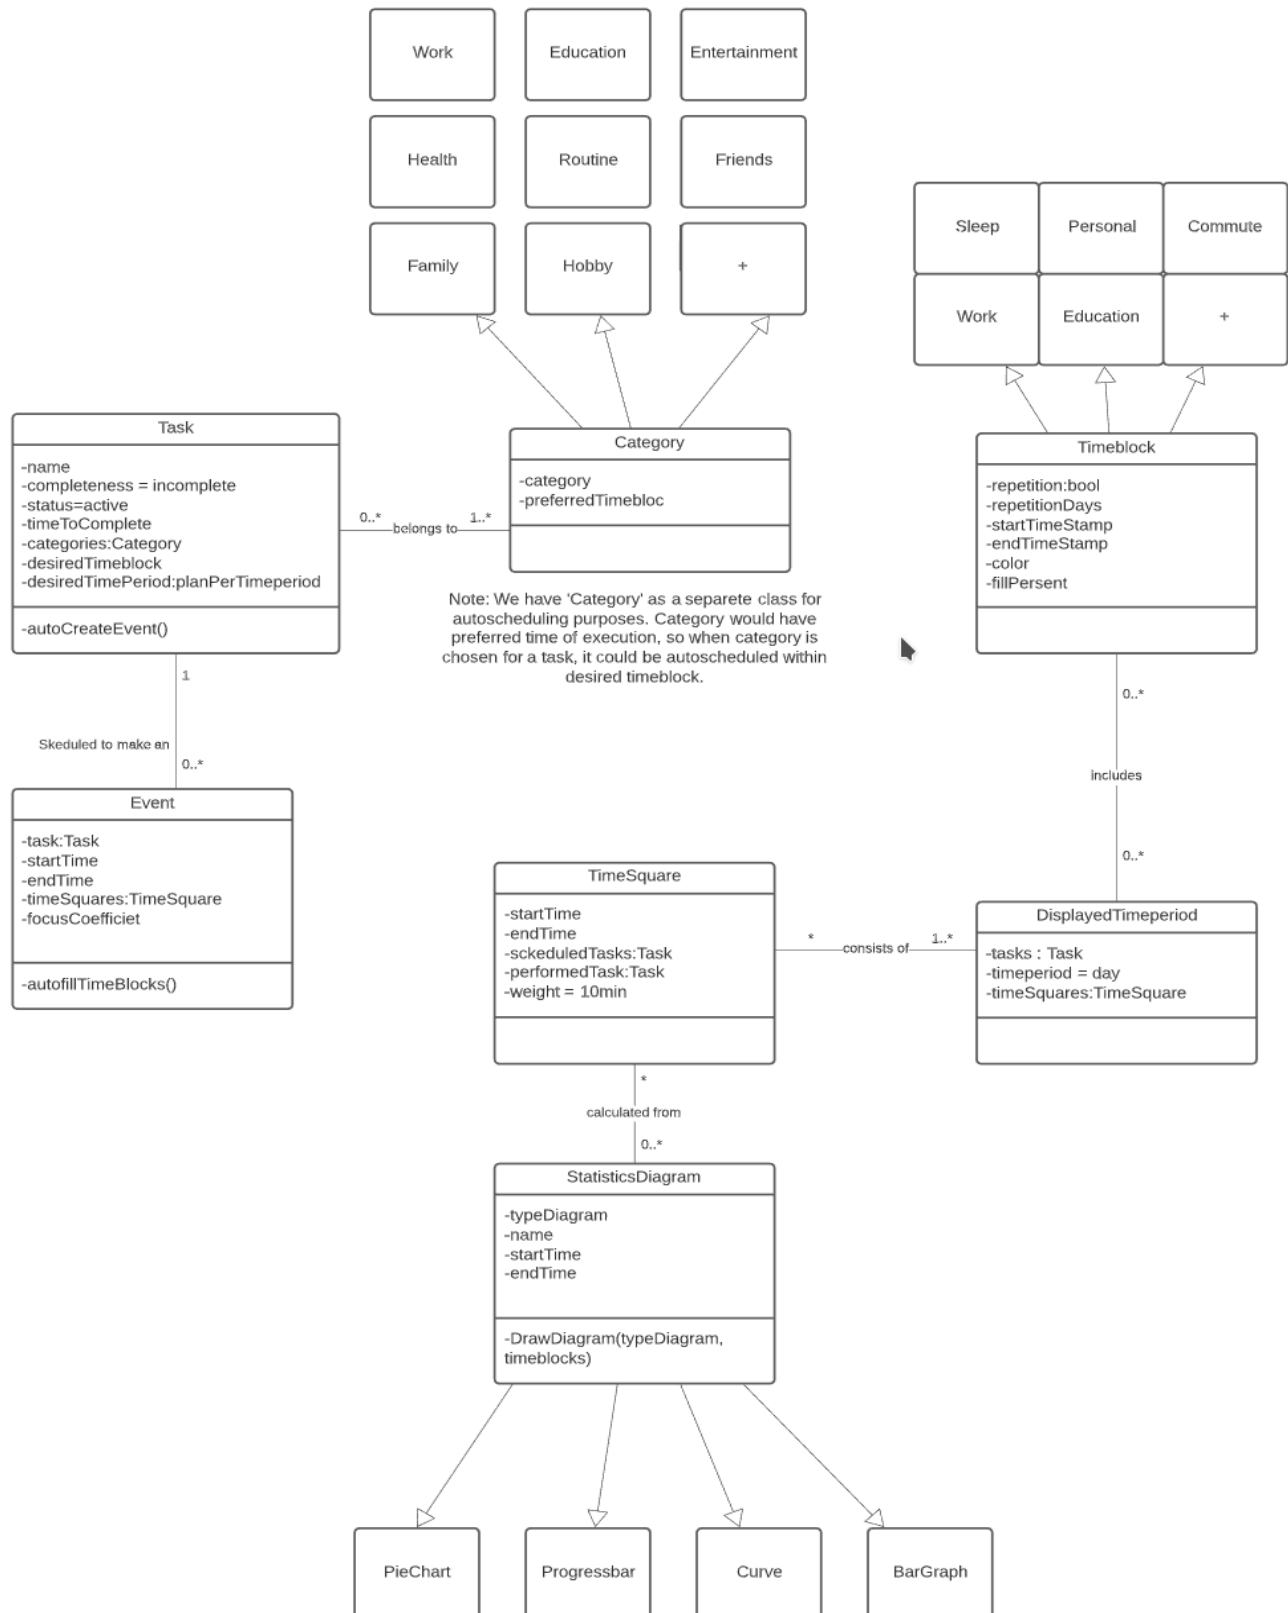 Work
Education
Entertainment
Health
Routine
Friends
Family
Hobby
+
Sleep
Personal
Commute
Work
Education
+
Task
-name
-completeness = incomplete
-status=active
-timeToComplete
-categories:Category
-desiredTimeblock
-desiredTimePeriod:planPerTimeperiod
-autoCreateEvent()
0..*
belongs to
1..*
Category
-category
-preferredTimebloc
Note: We have 'Category' as a separete class for
autoscheduling purposes. Category would have
preferred time of execution, so when category is
chosen for a task, it could be autoscheduled within
desired timeblock.
Timeblock
-repetition:bool
-repetitionDays
-startTimeStamp
-endTimeStamp
-color
-fillPersent
1
Skeduled to make an
0..*
0..*
includes
0..*
Event
-task:Task
-startTime
-endTime
-timeSquares:TimeSquare
-focusCoefficiet
-autofillTimeBlocks()
TimeSquare
-startTime
-endTime
-sckeduledTasks:Task
-performedTask:Task
-weight = 10min
*
consists of
1..*
DisplayedTimeperiod
-tasks : Task
-timeperiod = day
-timeSquares:TimeSquare
*
calculated from
0..*
StatisticsDiagram
-typeDiagram
-name
-startTime
-endTime
-DrawDiagram(typeDiagram,
timeblocks)
PieChart
Progressbar
Curve
BarGraph